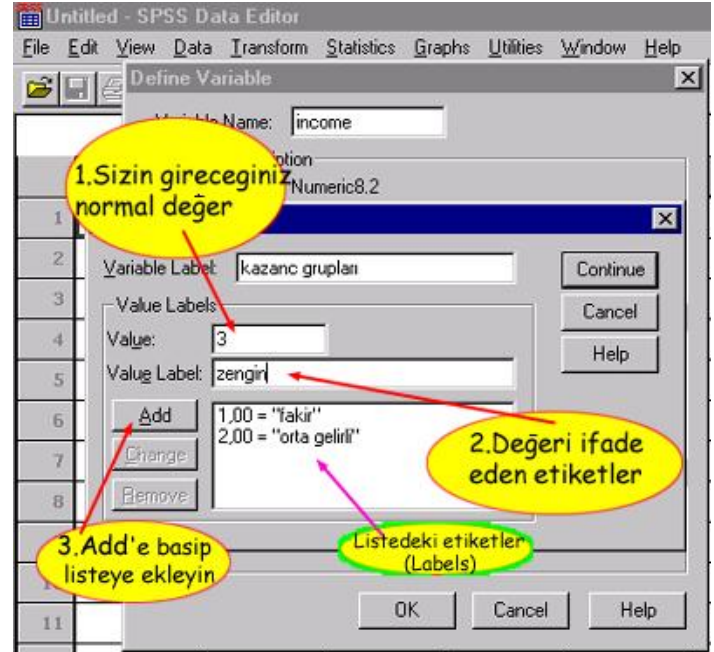 Untitled - SPSS Data Editor
File Edit View Data Transform Statistics Graphs Utilities Window Help
Define Variable
Name: income
1.Sizin gireceginiz
normal değer
Numeric8.2
1
Variable Label: kazanc grupları
Continue
2
Value Labels
Cancel
3
Value: 3
Help
4
Value Label: zengin
5
Add
1,00 = "fakir"
2,00 = "orta gelirli"
6
Change
7
Remove
8
2.Değeri ifade
eden etiketler
3.Add'e basip
listeye ekleyin
Listedeki etiketler
(Labels)
OK Cancel Help
11